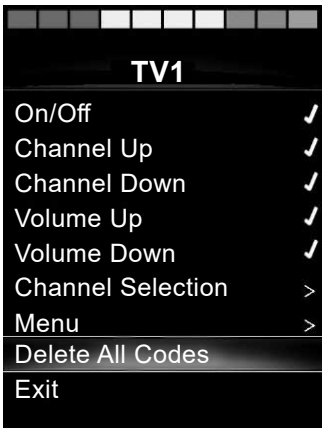 TV1
On/Off ✓
Channel Up ✓
Channel Down ✓
Volume Up ✓
Volume Down ✓
Channel Selection >
Menu >
Delete All Codes
Exit